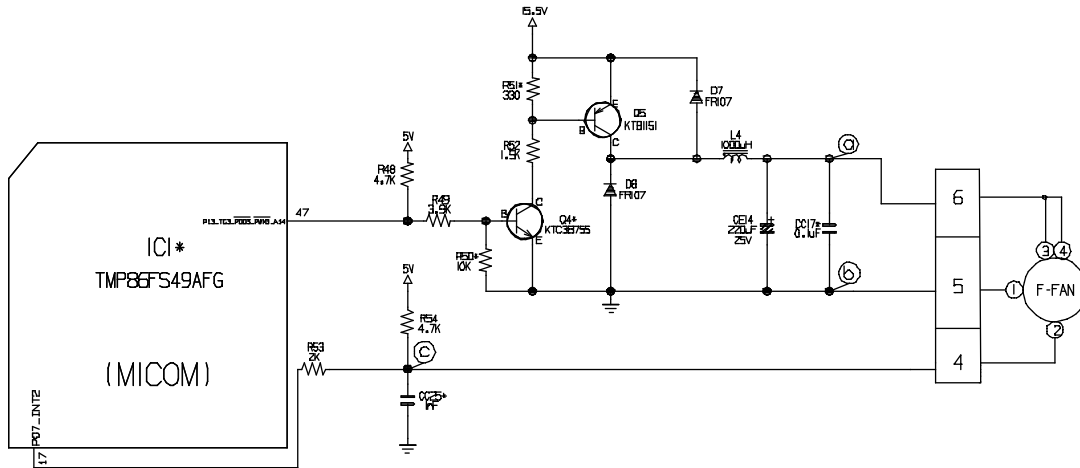 15.5V
R51*
330
D7
FR107
E
Q5
KTB1151
B
C
L4
1000uH
ⓐ
5V
R48
4.7K
R52
1.5K
D8
FR107
6
47
R49
3.9K
B
C
Q4*
KTC3875S
E
CE14
220uF
25V
CC17*
0.1uF
IC1*
TMP86FS49AFG
R50*
10K
③
④
5V
ⓑ
5
①
F-FAN
R54
4.7K
②
ⓒ
R53
2K
4
(MICOM)
CC25*
P07_INT2
17